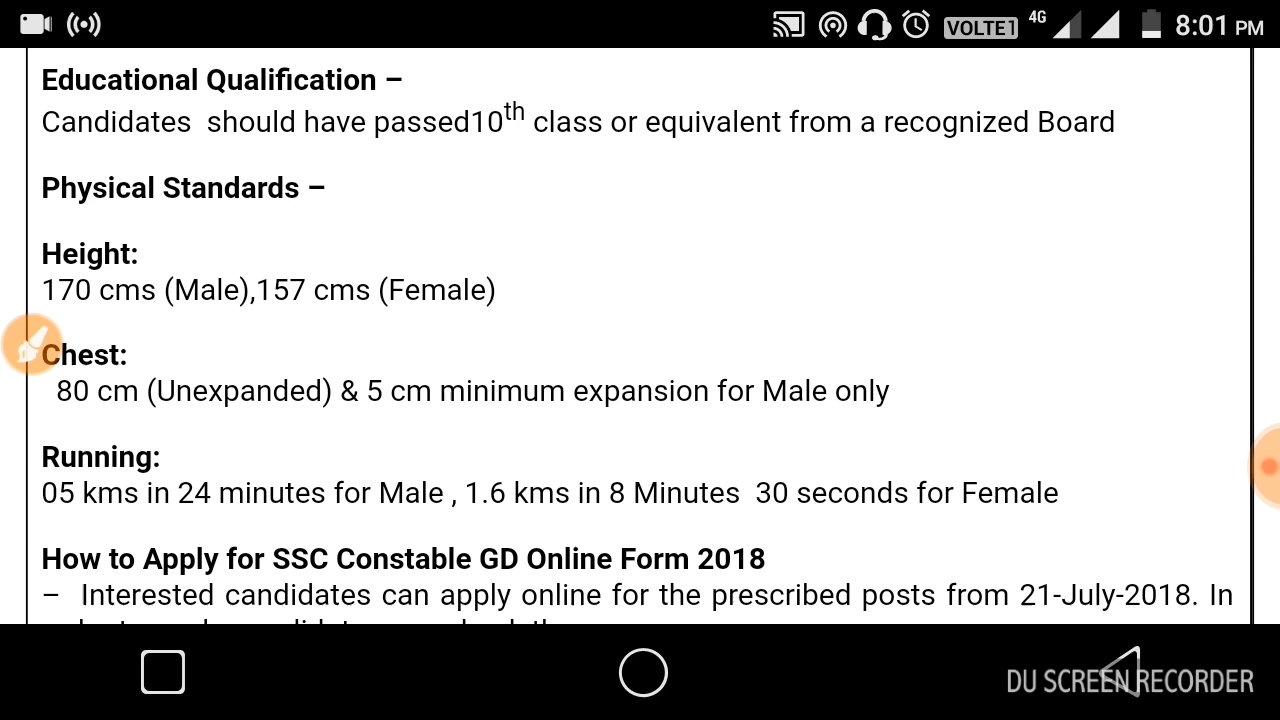 VOLTE1 4G 8:01 PM
Educational Qualification –
Candidates should have passed10th class or equivalent from a recognized Board
Physical Standards –
Height:
170 cms (Male),157 cms (Female)
Chest:
80 cm (Unexpanded) & 5 cm minimum expansion for Male only
Running:
05 kms in 24 minutes for Male , 1.6 kms in 8 Minutes 30 seconds for Female
How to Apply for SSC Constable GD Online Form 2018
– Interested candidates can apply online for the prescribed posts from 21-July-2018. In
DU SCREEN RECORDER